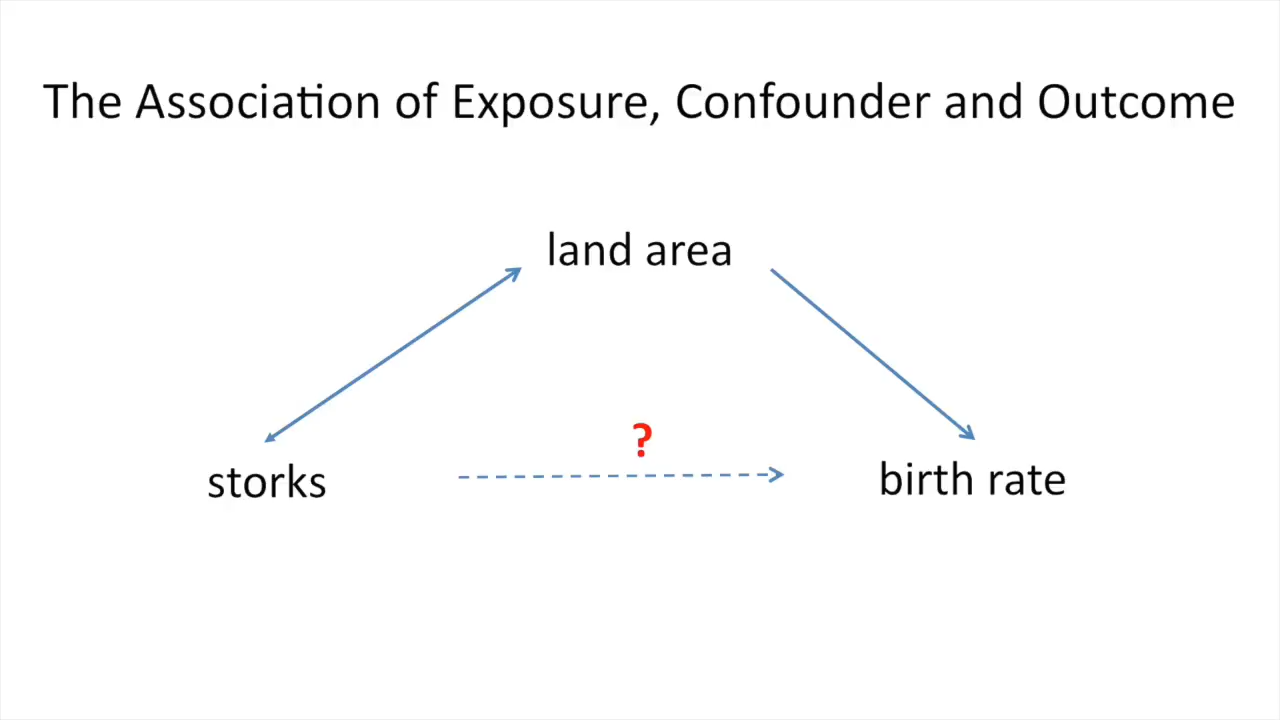 The Association of Exposure, Confounder and Outcome
land area
?
storks
birth rate